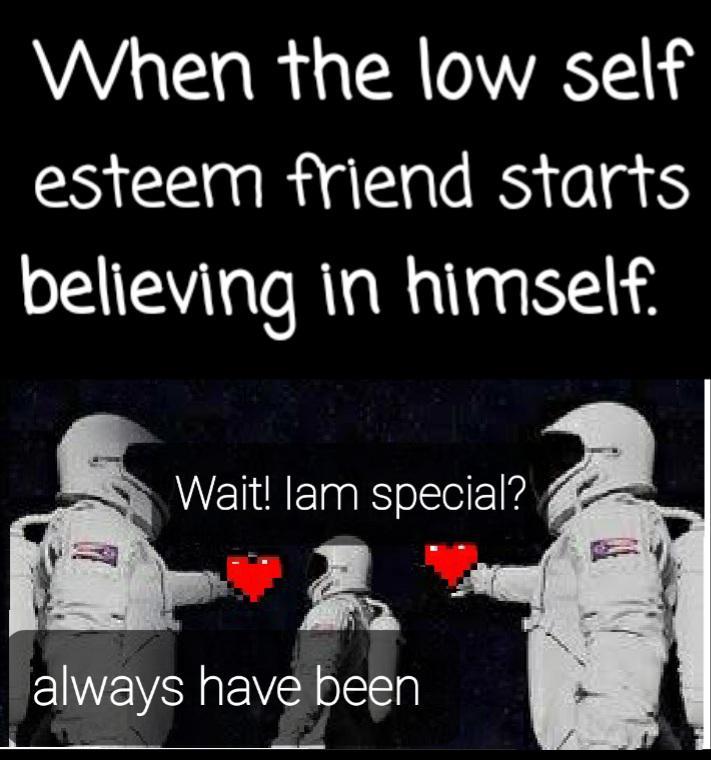 When the low self
esteem friend starts
believing in himself.
Wait! Iam special?
always have been